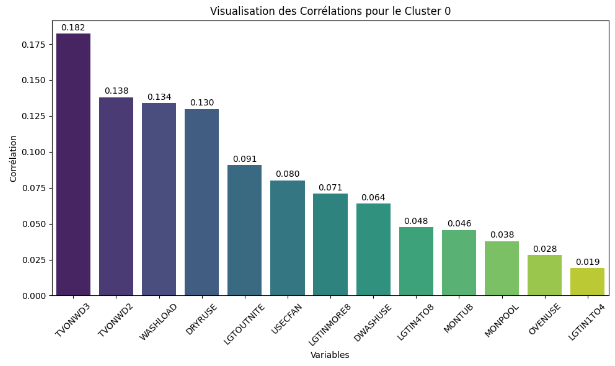 Visualisation des Corrélations pour le Cluster 0
Corrélation
0.175
0.150
0.125
0.100
0.075
0.050
0.025
0.000
0.182
0.138
0.134
0.130
0.091
0.080
0.071
0.064
0.048
0.046
0.038
0.028
0.019
TVONWD3
TVONWD2
WASHLOAD
DRYRUSE
LGTOUTNITE
USECFAN
LGTINMORE8
DWASHUSE
LGTIN4TO8
MONTUB
MONPOOL
OVENUSE
LGTIN1TO4
Variables